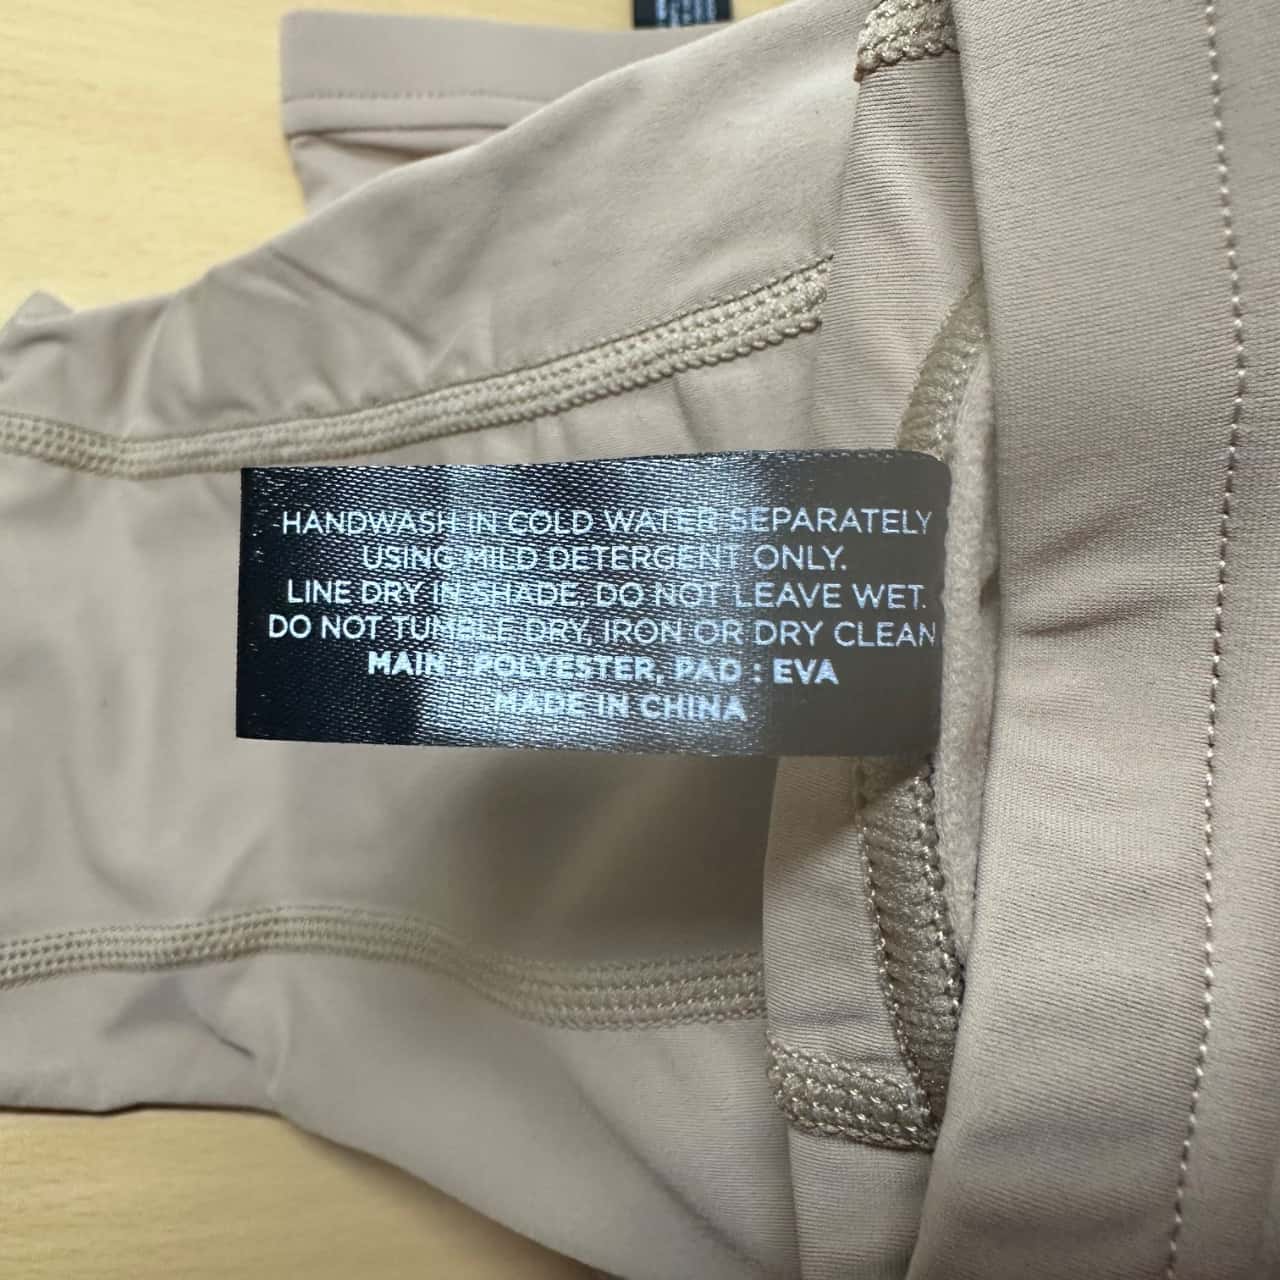 HANDWASH IN COLD WATER SEPARATELY
USING MILD DETERGENT ONLY.
LINE DRY IN SHADE. DO NOT LEAVE WET.
DO NOT TUMBLE DRY, IRON OR DRY CLEAN
MAIN : POLYESTER, PAD : EVA
MADE IN CHINA